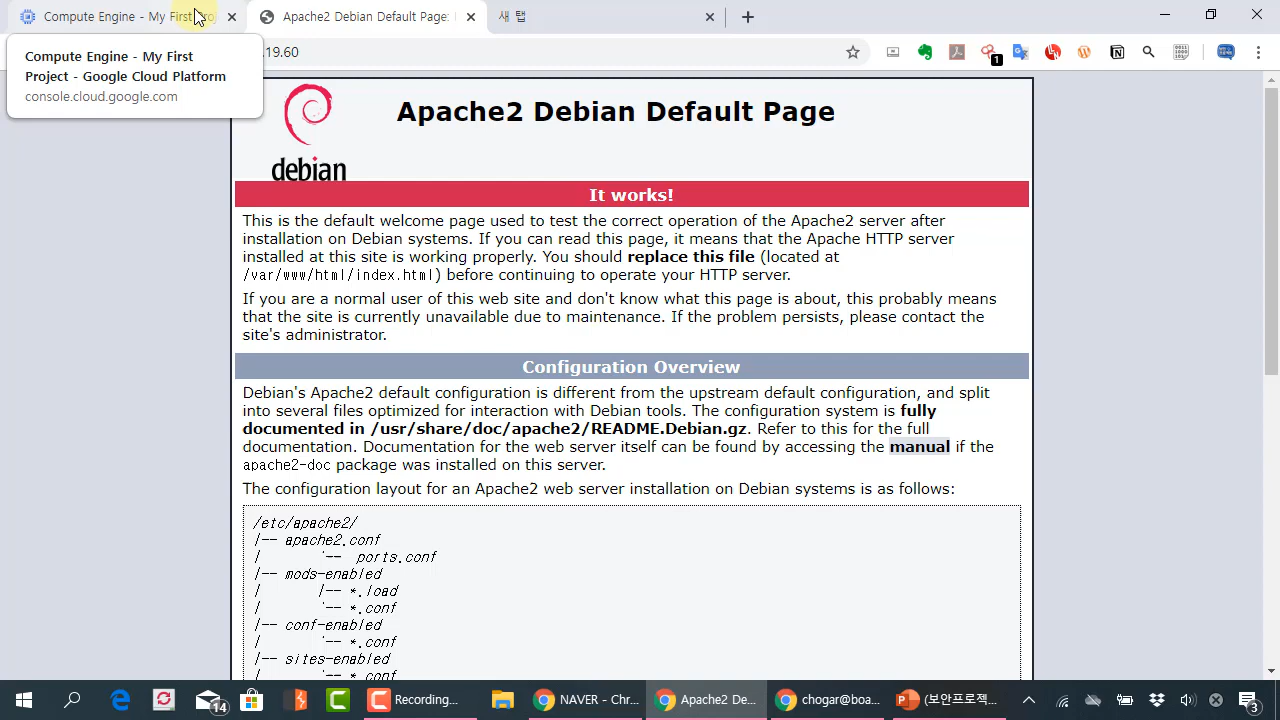 Compute Engine - My First Pro
Apache2 Debian Default Page:
새 탭
Compute Engine - My First
Project - Google Cloud Platform
console.cloud.google.com
19.60
1
debian
Apache2 Debian Default Page
It works!
This is the default welcome page used to test the correct operation of the Apache2 server after
installation on Debian systems. If you can read this page, it means that the Apache HTTP server
installed at this site is working properly. You should replace this file (located at
/var/www/html/index.html) before continuing to operate your HTTP server.
If you are a normal user of this web site and don't know what this page is about, this probably means
that the site is currently unavailable due to maintenance. If the problem persists, please contact the
site's administrator.
Configuration Overview
Debian's Apache2 default configuration is different from the upstream default configuration, and split
into several files optimized for interaction with Debian tools. The configuration system is fully
documented in /usr/share/doc/apache2/README.Debian.gz. Refer to this for the full
documentation. Documentation for the web server itself can be found by accessing the manual if the
apache2-doc package was installed on this server.
The configuration layout for an Apache2 web server installation on Debian systems is as follows:
/etc/apache2/
|-- apache2.conf
|       `--  ports.conf
|-- mods-enabled
|       |-- *.load
|       `-- *.conf
|-- conf-enabled
|       `-- *.conf
|-- sites-enabled
|       `-- *.conf
14
Recording...
NAVER - Chr...
Apache2 De...
chogar@boa...
(보안프로젝...
3